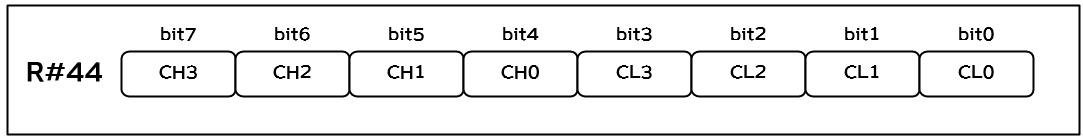 bit7 bit6 bit5 bit4 bit3 bit2 bit1 bit0
R#44 CH3 CH2 CH1 CH0 CL3 CL2 CL1 CL0